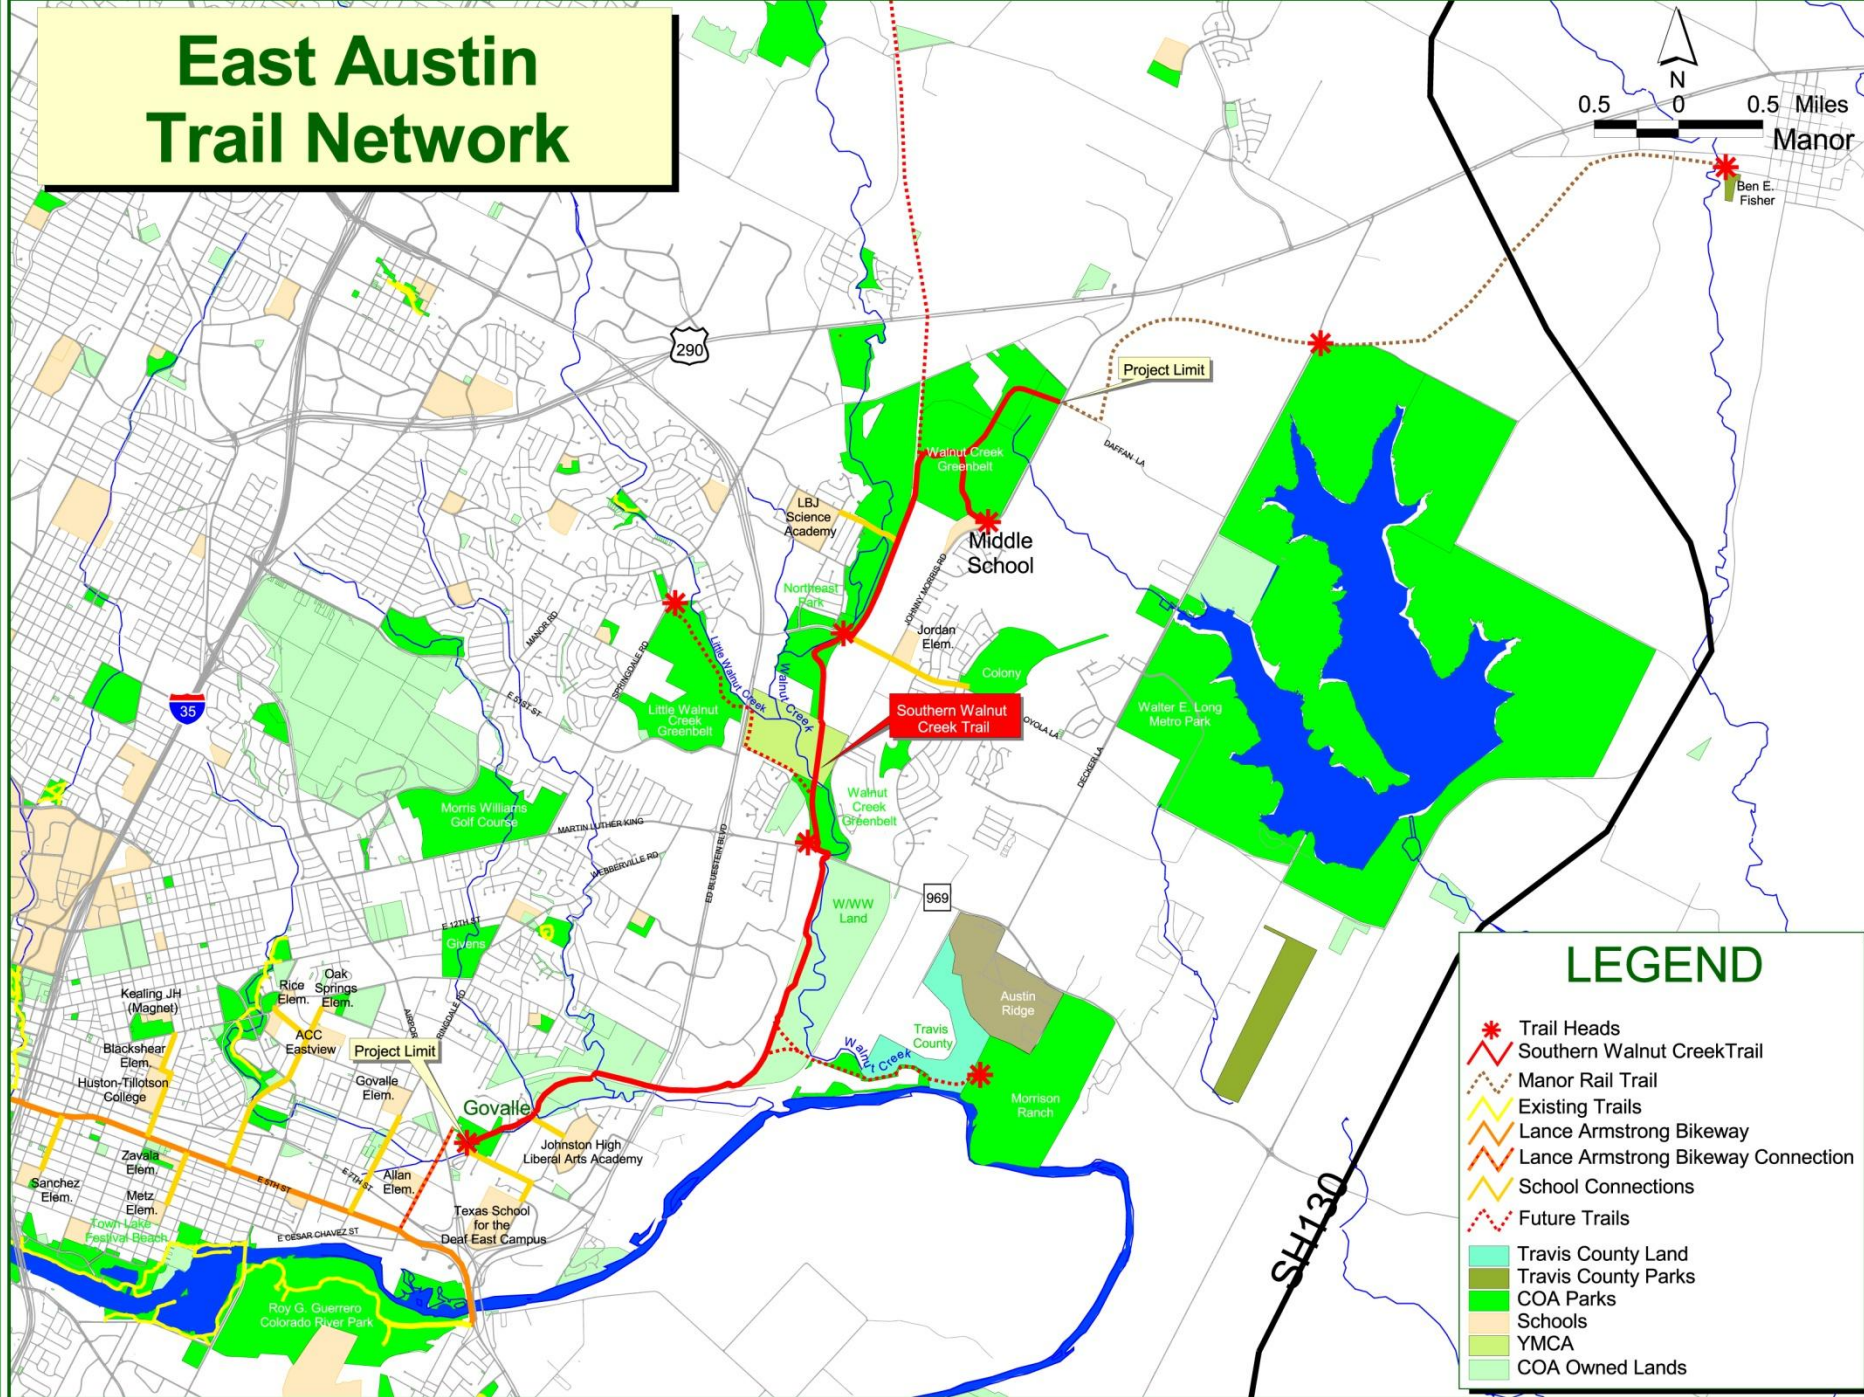 East Austin
Trail Network
N
0.5 0 0.5 Miles
Manor
Ben E.
Fisher
290
Project Limit
Walnut Creek
Greenbelt
DAFFAN LA
LBJ
Science
Academy
Middle
School
JOHNNY MORRIS RD
Northeast
Park
Jordan
Elem.
Colony
MANOR RD
SPRINGDALE RD
Little Walnut Creek
Walnut Creek
E 51ST ST
35
Little Walnut
Creek
Greenbelt
Southern Walnut
Creek Trail
OYOLA LA
Walter E. Long
Metro Park
DECKER LA
Morris Williams
Golf Course
Walnut
Creek
Greenbelt
MARTIN LUTHER KING
WEBBERVILLE RD
ED BLUESTEIN BLVD
W/WW
Land
969
E 12TH ST
Givens
Oak
Springs
Elem.
Rice
Elem.
Kealing JH
(Magnet)
ACC
Eastview
AIRPOR
RINGDALE RD
Project Limit
Blackshear
Elem.
Huston-Tillotson
College
Govalle
Elem.
Govalle
Austin
Ridge
Travis
County
Walnut Creek
Morrison
Ranch
Johnston High
Liberal Arts Academy
Zavala
Elem.
Sanchez
Elem.
Metz
Elem.
E 5TH ST
E 7TH ST
Allan
Elem.
Texas School
for the
Deaf East Campus
Town Lake
Festival Beach
E CESAR CHAVEZ ST
Roy G. Guerrero
Colorado River Park
SH130
LEGEND
Trail Heads
Southern Walnut CreekTrail
Manor Rail Trail
Existing Trails
Lance Armstrong Bikeway
Lance Armstrong Bikeway Connection
School Connections
Future Trails
Travis County Land
Travis County Parks
COA Parks
Schools
YMCA
COA Owned Lands